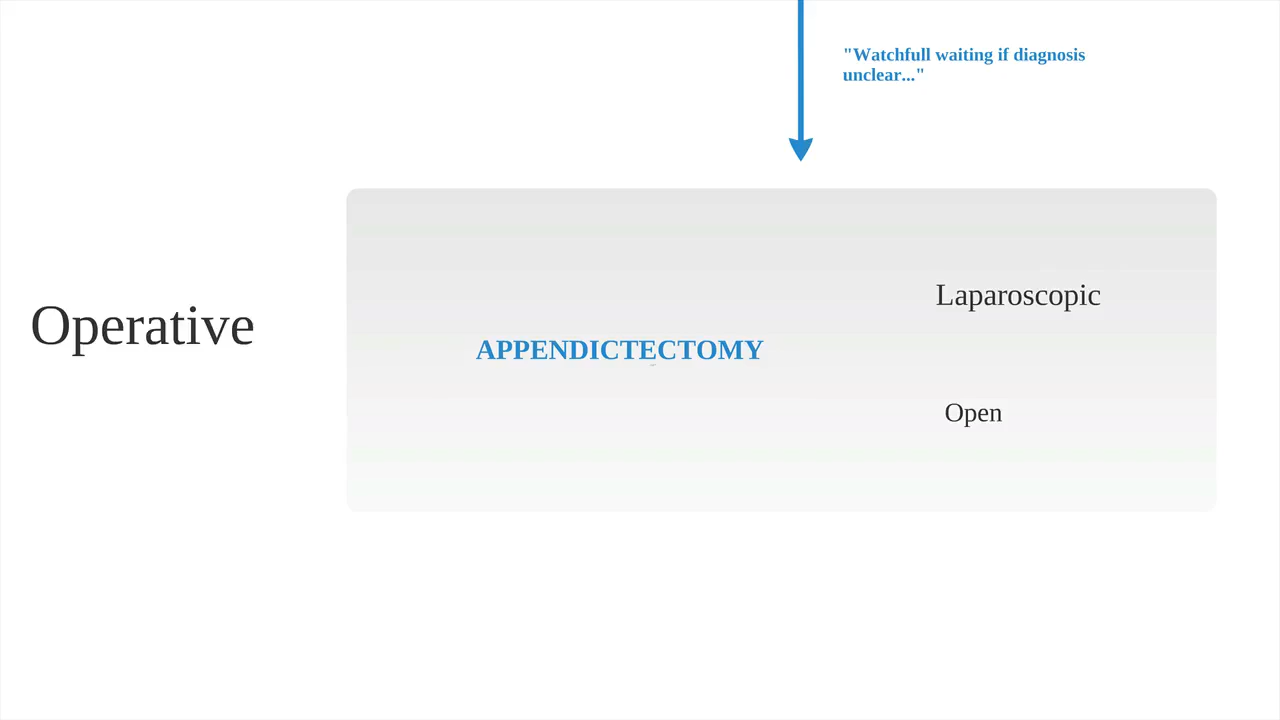 "Watchfull waiting if diagnosis
unclear..."
Operative
APPENDICTECTOMY
Laparoscopic
Open